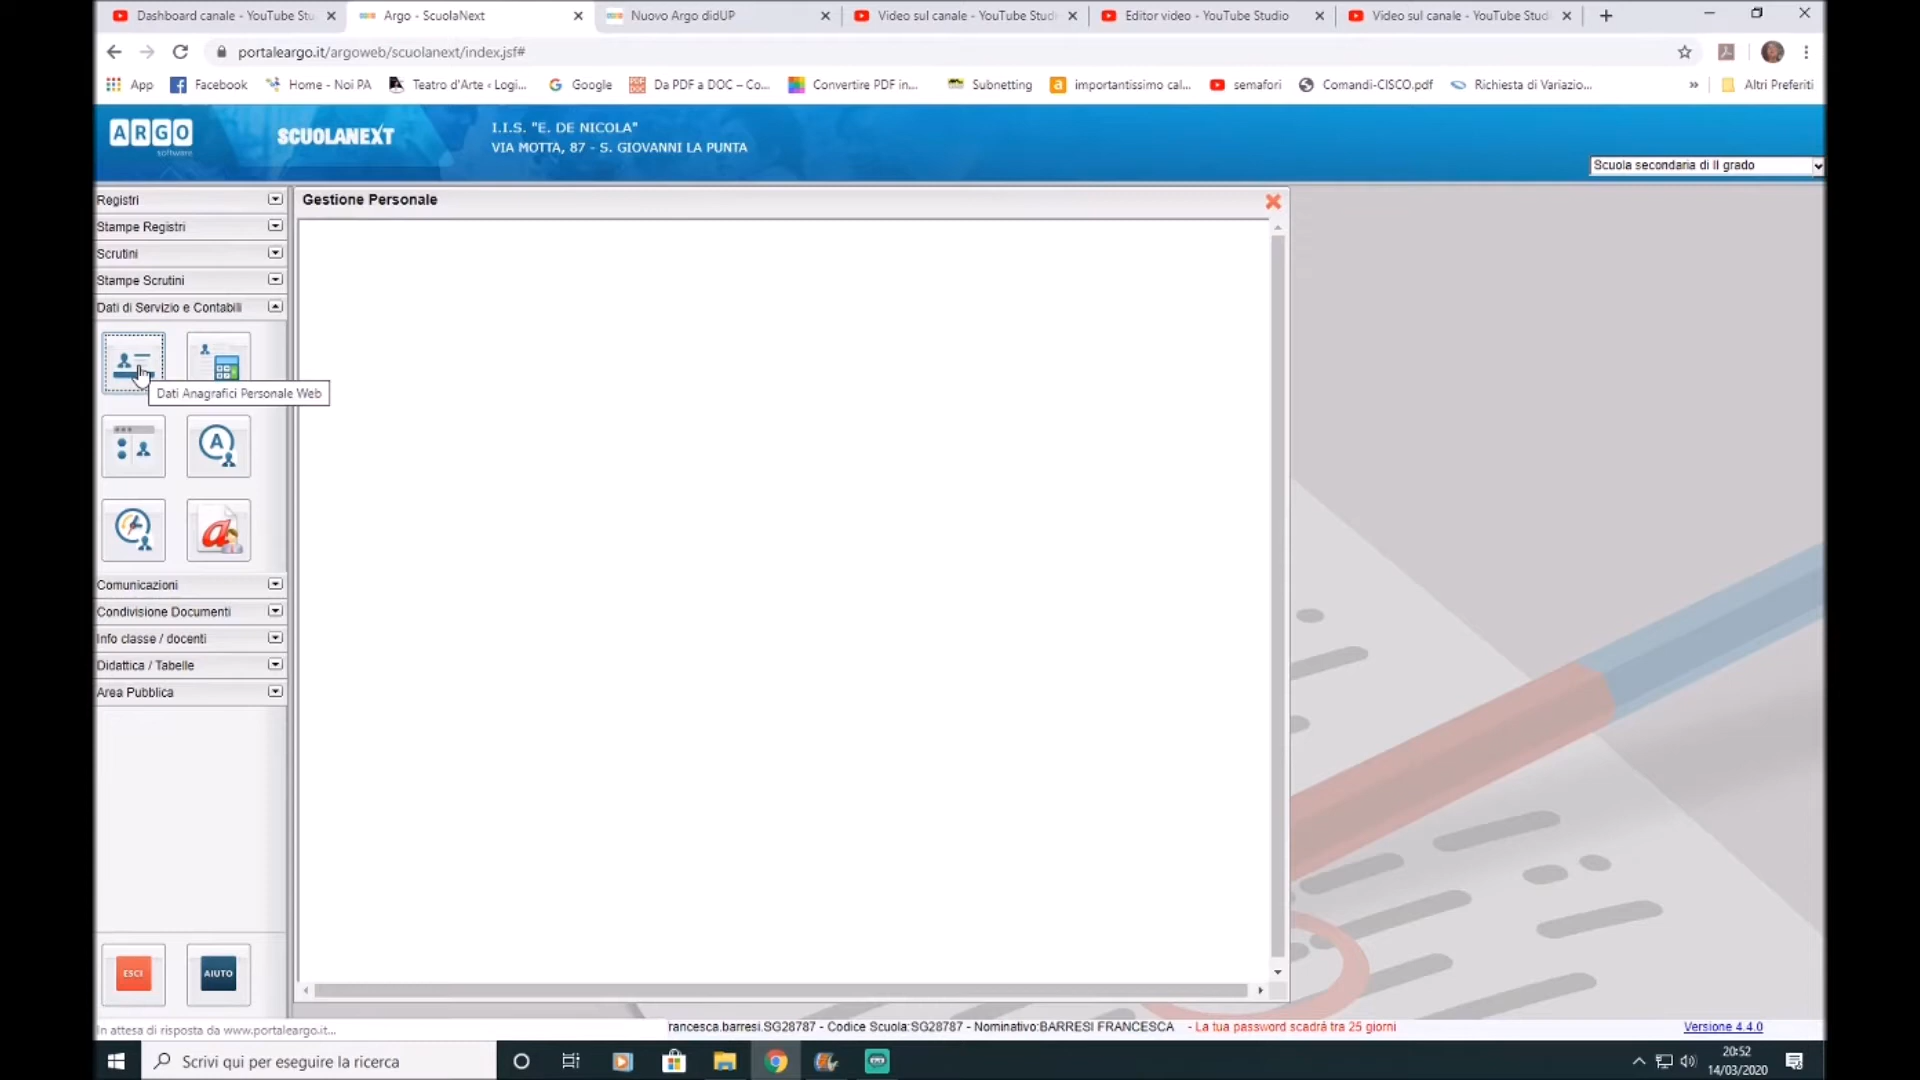 Dashboard canale - YouTube Stu
Argo - ScuolaNext
Nuovo Argo didUP
Video sul canale - YouTube Studi
Editor video - YouTube Studio
Video sul canale - YouTube Studi
portaleargo.it/argoweb/scuolanext/index.jsf#
App
Facebook
Home - Noi PA
Teatro d'Arte ‹ Logi...
Google
Da PDF a DOC – Co...
Convertire PDF in...
Subnetting
importantissimo cal...
semafori
Comandi-CISCO.pdf
Richiesta di Variazio...
»
Altri Preferiti
ARGO
software
SCUOLANEXT
I.I.S. "E. DE NICOLA"
VIA MOTTA, 87 - S. GIOVANNI LA PUNTA
Scuola secondaria di II grado
Registri
Gestione Personale
Stampe Registri
Scrutini
Stampe Scrutini
Dati di Servizio e Contabili
Dati Anagrafici Personale Web
Comunicazioni
Condivisione Documenti
Info classe / docenti
Didattica / Tabelle
Area Pubblica
ESCI
AIUTO
In attesa di risposta da www.portaleargo.it...
rancesca.barresi.SG28787 - Codice Scuola:SG28787 - Nominativo:BARRESI FRANCESCA - La tua password scadrà tra 25 giorni
Versione 4.4.0
Scrivi qui per eseguire la ricerca
20:52
14/03/2020